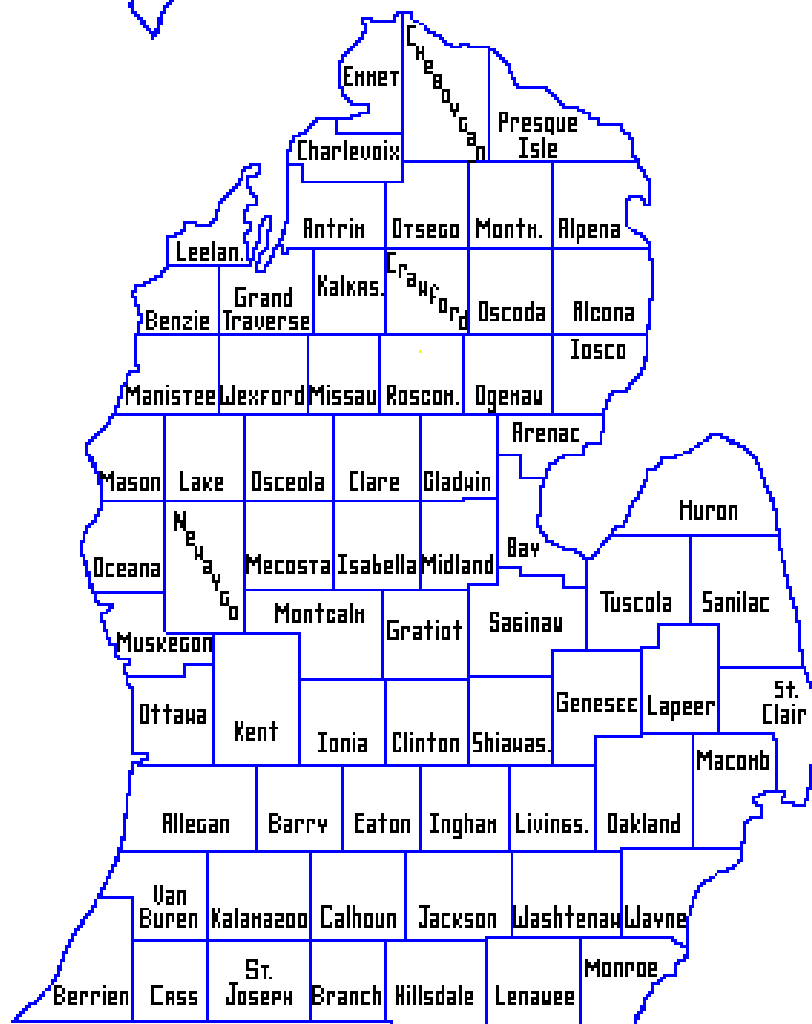 Emmet
Cheboygan
Presque
Isle
Charlevoix
Antrim
Otsego
Montm.
Alpena
Leelan.
Kalkas.
Crawford
Oscoda
Alcona
Grand
Traverse
Benzie
Iosco
Manistee
Wexford
Missau
Roscom.
Ogemaw
Arenac
Mason
Lake
Osceola
Clare
Gladwin
Newaygo
Huron
Bay
Oceana
Mecosta
Isabella
Midland
Tuscola
Sanilac
Montcalm
Gratiot
Saginaw
Muskegon
Ottawa
Kent
Ionia
Clinton
Shiawas.
Genesee
Lapeer
St.
Clair
Macomb
Allegan
Barry
Eaton
Ingham
Livings.
Oakland
Van
Buren
Kalamazoo
Calhoun
Jackson
Washtenaw
Wayne
Berrien
Cass
St.
Joseph
Branch
Hillsdale
Lenawee
Monroe